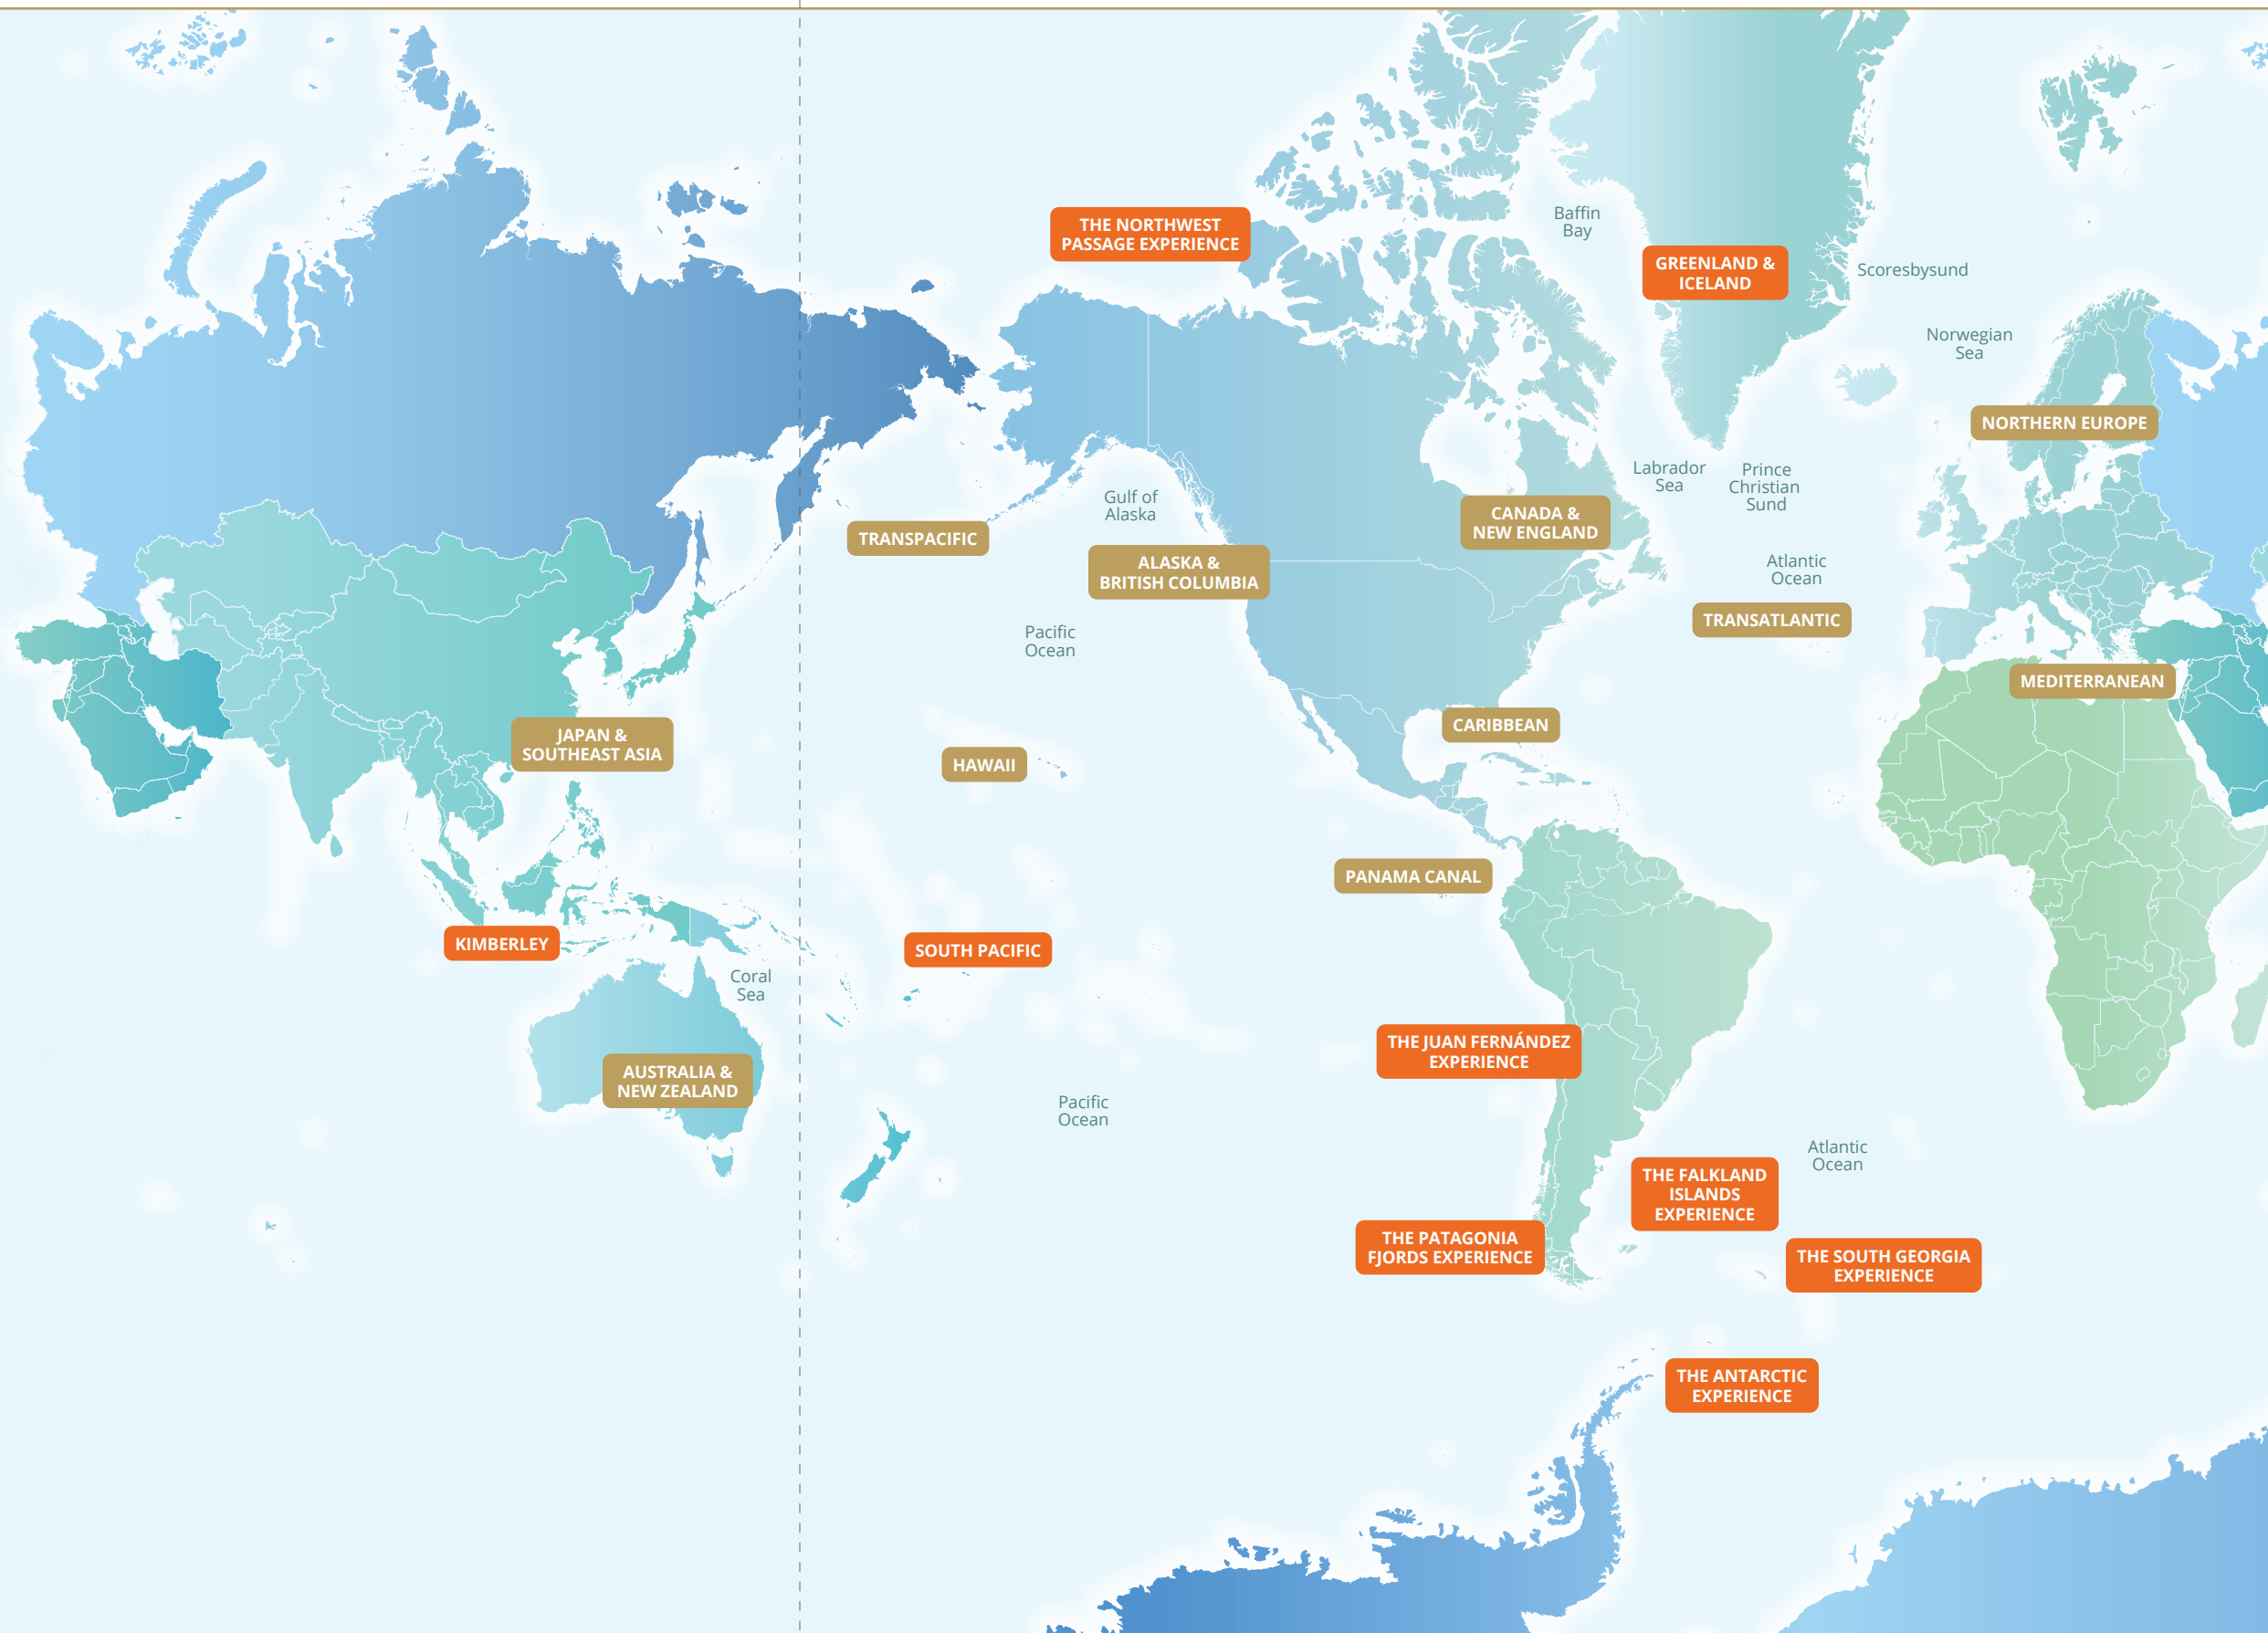 THE NORTHWEST
PASSAGE EXPERIENCE
Baffin
Bay
GREENLAND &
ICELAND
Scoresbysund
Norwegian
Sea
NORTHERN EUROPE
Labrador
Sea
Prince
Christian
Sund
Gulf of
Alaska
CANADA &
NEW ENGLAND
TRANSPACIFIC
ALASKA &
BRITISH COLUMBIA
Atlantic
Ocean
TRANSATLANTIC
Pacific
Ocean
MEDITERRANEAN
JAPAN &
SOUTHEAST ASIA
CARIBBEAN
HAWAII
PANAMA CANAL
KIMBERLEY
SOUTH PACIFIC
Coral
Sea
THE JUAN FERNÁNDEZ
EXPERIENCE
AUSTRALIA &
NEW ZEALAND
Pacific
Ocean
Atlantic
Ocean
THE FALKLAND
ISLANDS
EXPERIENCE
THE PATAGONIA
FJORDS EXPERIENCE
THE SOUTH GEORGIA
EXPERIENCE
THE ANTARCTIC
EXPERIENCE